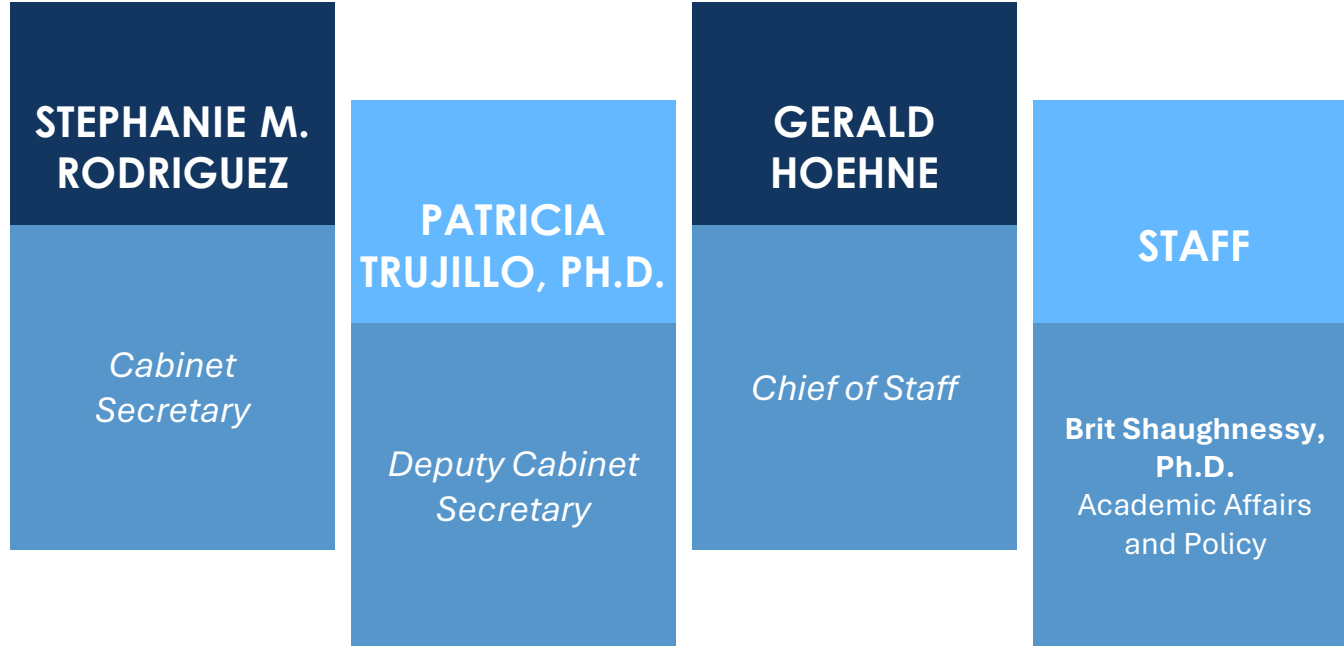 STEPHANIE M.
RODRIGUEZ
Cabinet
Secretary
PATRICIA
TRUJILLO, PH.D.
Deputy Cabinet
Secretary
GERALD
HOEHNE
Chief of Staff
STAFF
Brit Shaughnessy,
Ph.D.
Academic Affairs
and Policy